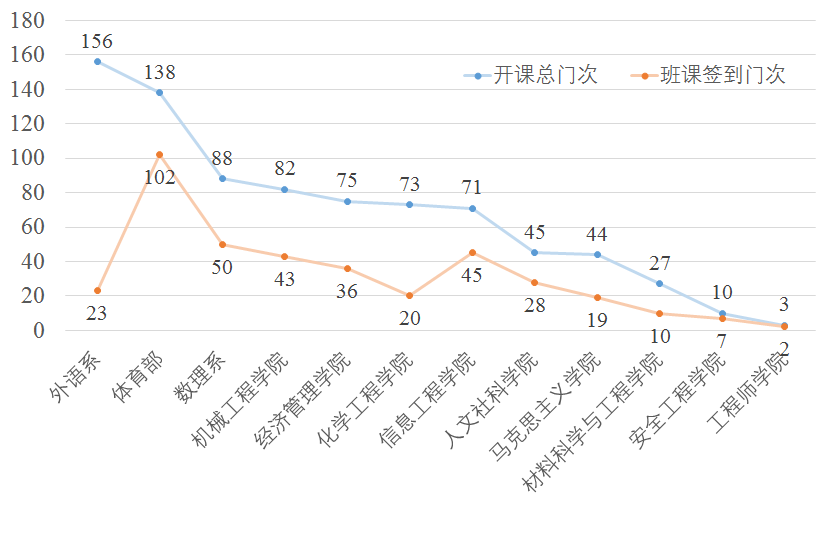 180
160
140
120
100
80
60
40
20
0
开课总门次
班课签到门次
156
138
88
82
75
73
71
45
44
27
10
3
23
102
50
43
36
20
45
28
19
10
7
2
外语系
体育部
数理系
机械工程学院
经济管理学院
化学工程学院
信息工程学院
人文社科学院
马克思主义学院
材料科学与工程学院
安全工程学院
工程师学院